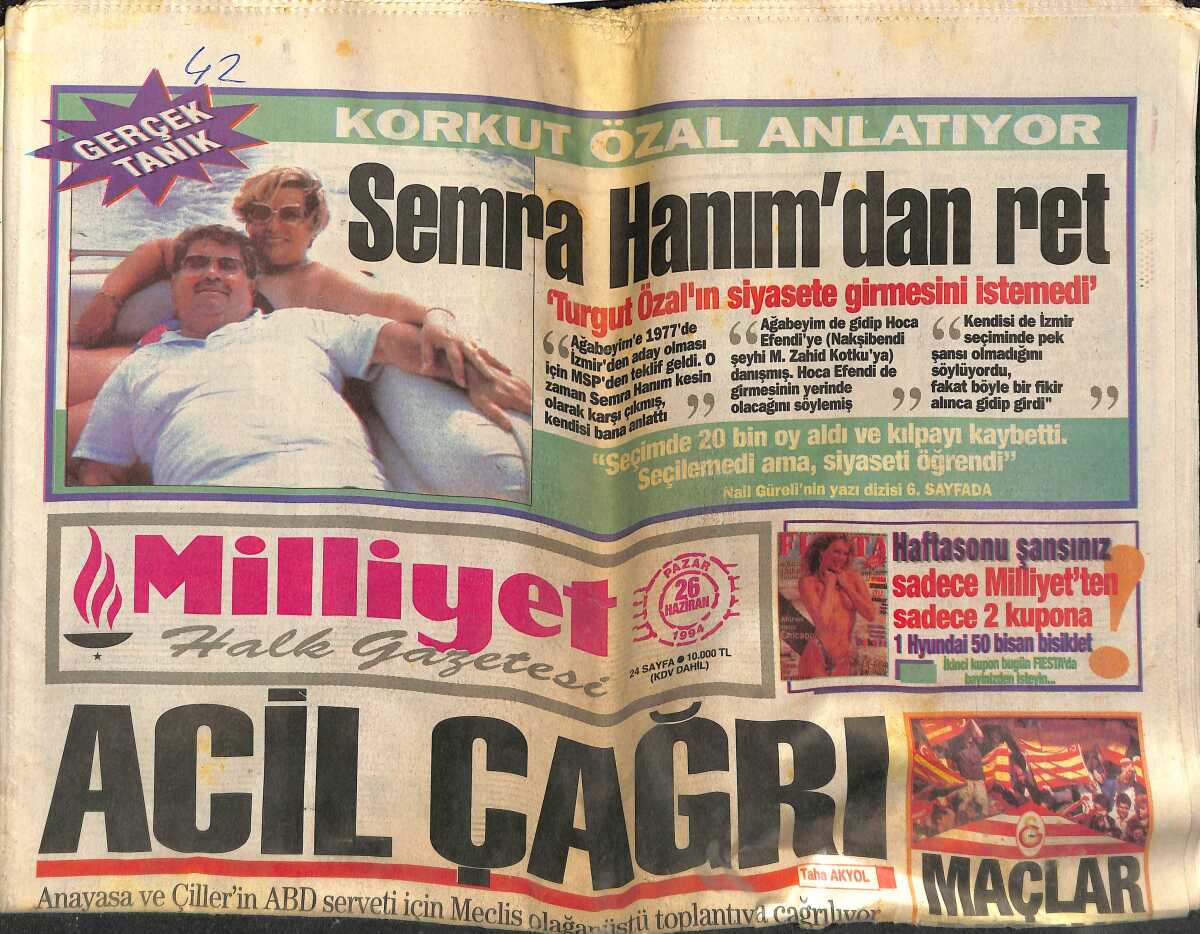 42
GERÇEK
TANIK
KORKUT ÖZAL ANLATIYOR
Semra Hanım'dan ret
'Turgut Özal'ın siyasete girmesini istemedi'
“Ağabeyim'e 1977'de
İzmir'den aday olması
için MSP'den teklif geldi. O
zaman Semra Hanım kesin
olarak karşı çıkmış,
kendisi bana anlattı”
“Ağabeyim de gidip Hoca
Efendi'ye (Nakşibendi
şeyhi M. Zahid Kotku'ya)
danışmış. Hoca Efendi de
girmesinin yerinde
olacağını söylemiş”
“Kendisi de İzmir
seçiminde pek
şansı olmadığını
söylüyordu,
fakat böyle bir fikir
alınca gidip girdi"”
“Seçimde 20 bin oy aldı ve kılpayı kaybetti.
Seçilemedi ama, siyaseti öğrendi”
Nail Güreli'nin yazı dizisi 6. SAYFADA
Milliyet
Halk Gazetesi
PAZAR
26
HAZİRAN
1994
24 SAYFA ● 10.000 TL
(KDV DAHİL)
FIESTA
Haftasonu şansınız
sadece Milliyet'ten
sadece 2 kupona
!
1 Hyundai 50 bisan bisiklet
İkinci kupon bugün FIESTA'da
bayinizden isteyin...
ACİL ÇAĞRI
Taha AKYOL
Anayasa ve Çiller'in ABD serveti için Meclis olağanüstü toplantıya çağrılıyor
MAÇLAR